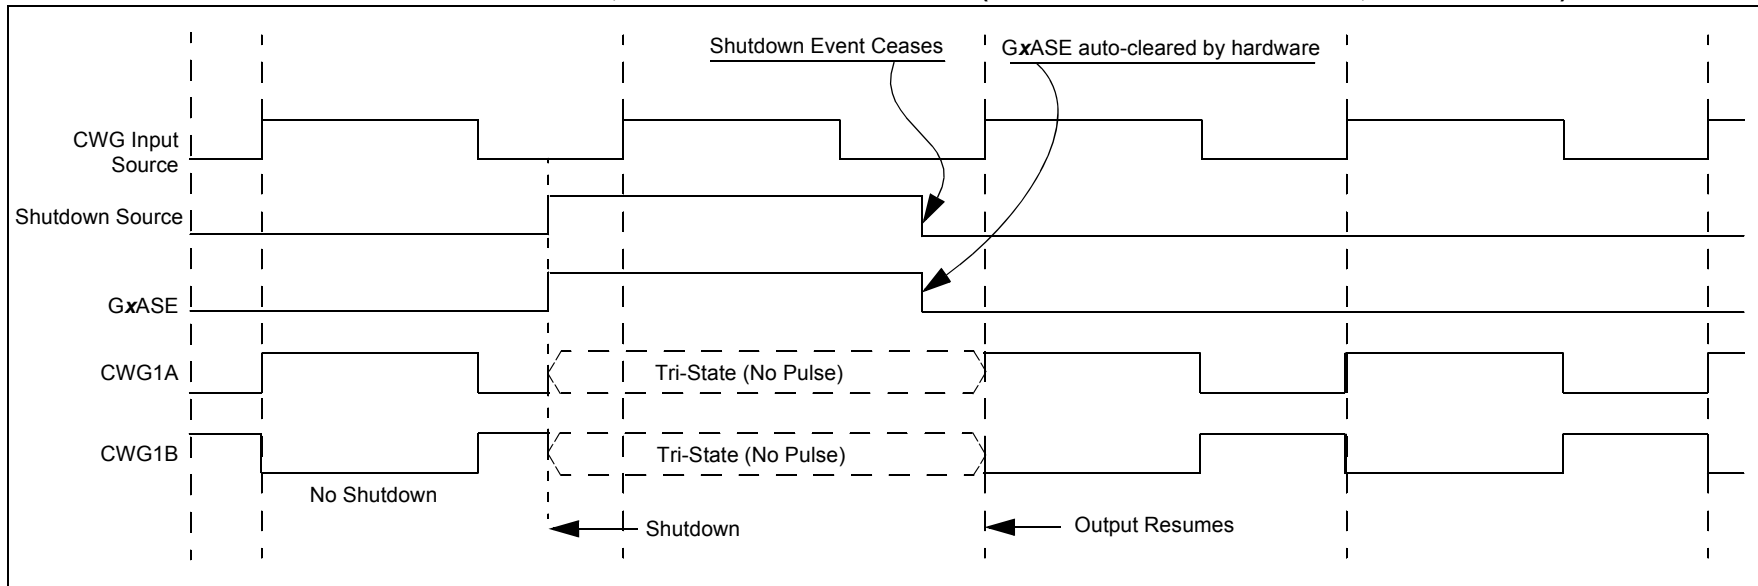 Shutdown Event Ceases
GxASE auto-cleared by hardware
CWG Input
Source
Shutdown Source
GxASE
CWG1A
Tri-State (No Pulse)
CWG1B
Tri-State (No Pulse)
No Shutdown
Shutdown
Output Resumes